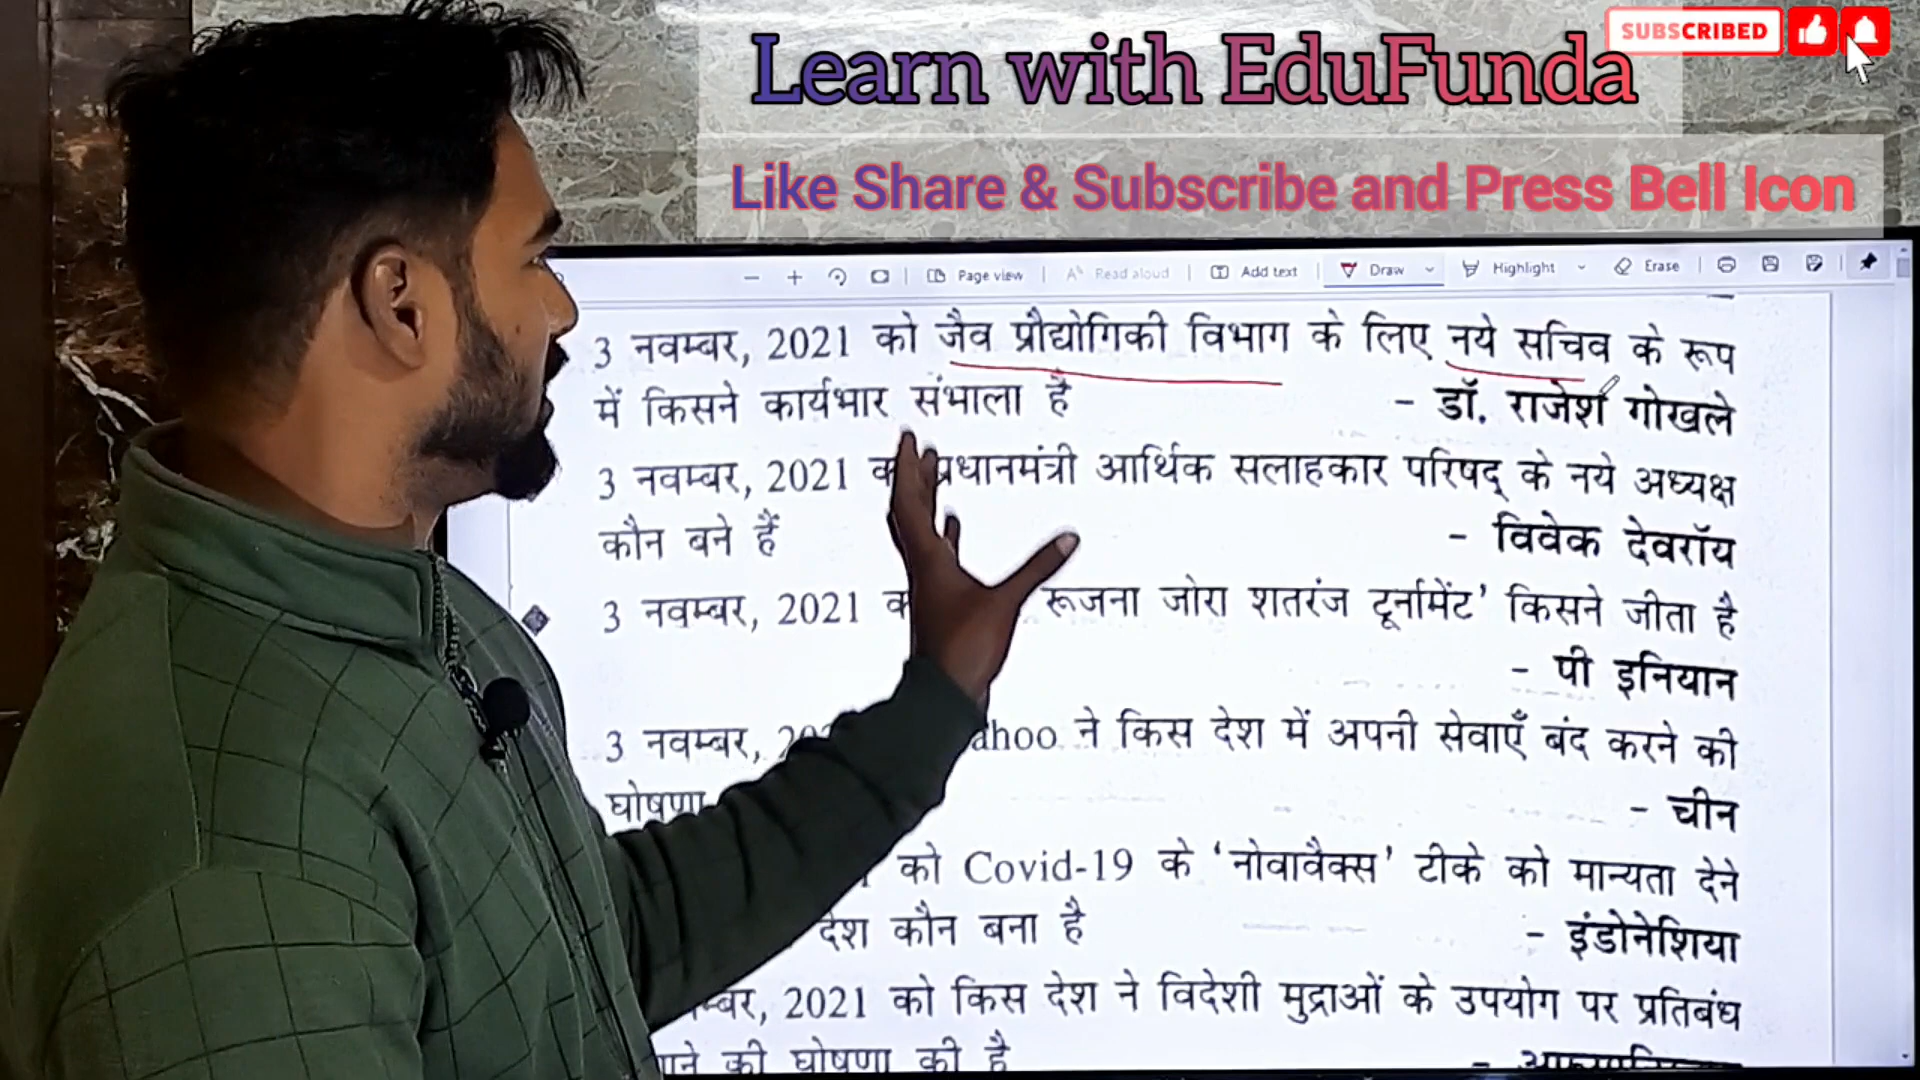 SUBSCRIBED
Learn with EduFunda
Like Share & Subscribe and Press Bell Icon
Page view Read aloud Add text Draw Highlight Erase
3 नवम्बर, 2021 को जैव प्रौद्योगिकी विभाग के लिए नये सचिव के रूप
में किसने कार्यभार संभाला है - डॉ. राजेश गोखले
3 नवम्बर, 2021 प्रधानमंत्री आर्थिक सलाहकार परिषद् के नये अध्यक्ष
कौन बने हैं - विवेक देवरॉय
3 नवम्बर, 2021 रूजना जोरा शतरंज टूर्नामेंट' किसने जीता है
- पी इनियान
3 नवम्बर, ahoo ने किस देश में अपनी सेवाएँ बंद करने की
घोषणा - चीन
को Covid-19 के 'नोवावैक्स' टीके को मान्यता देने
देश कौन बना है - इंडोनेशिया
म्बर, 2021 को किस देश ने विदेशी मुद्राओं के उपयोग पर प्रतिबंध
गाने की घोषणा की है -